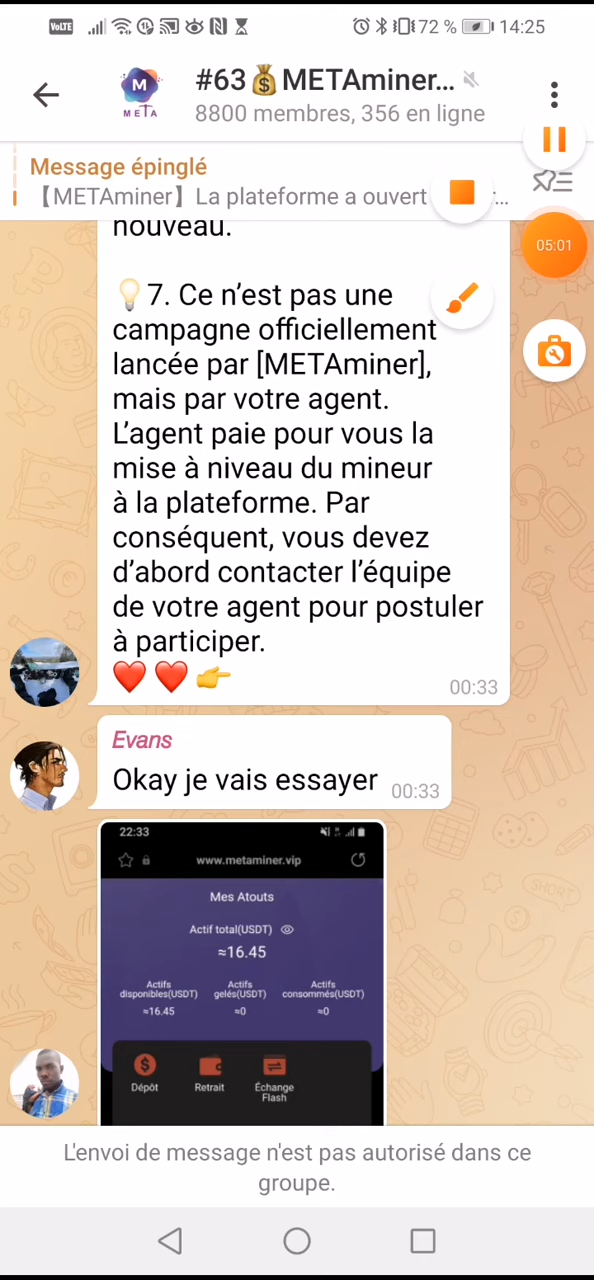 VoLTE 72 % 14:25
#63💰METAminer...
8800 membres, 356 en ligne
M
META
Message épinglé
【METAminer】La plateforme a ouvert
...
05:01
nouveau.
💡7. Ce n’est pas une
campagne officiellement
lancée par [METAminer],
mais par votre agent.
L’agent paie pour vous la
mise à niveau du mineur
à la plateforme. Par
conséquent, vous devez
d’abord contacter l’équipe
de votre agent pour postuler
à participer.
❤️❤️👉
00:33
Evans
Okay je vais essayer
00:33
22:33
www.metaminer.vip
Mes Atouts
Actif total(USDT)
≈16.45
Actifs disponibles(USDT)
≈16.45
Actifs gelés(USDT)
≈0
Actifs consommés(USDT)
≈0
Dépôt
Retrait
Échange Flash
L'envoi de message n'est pas autorisé dans ce
groupe.